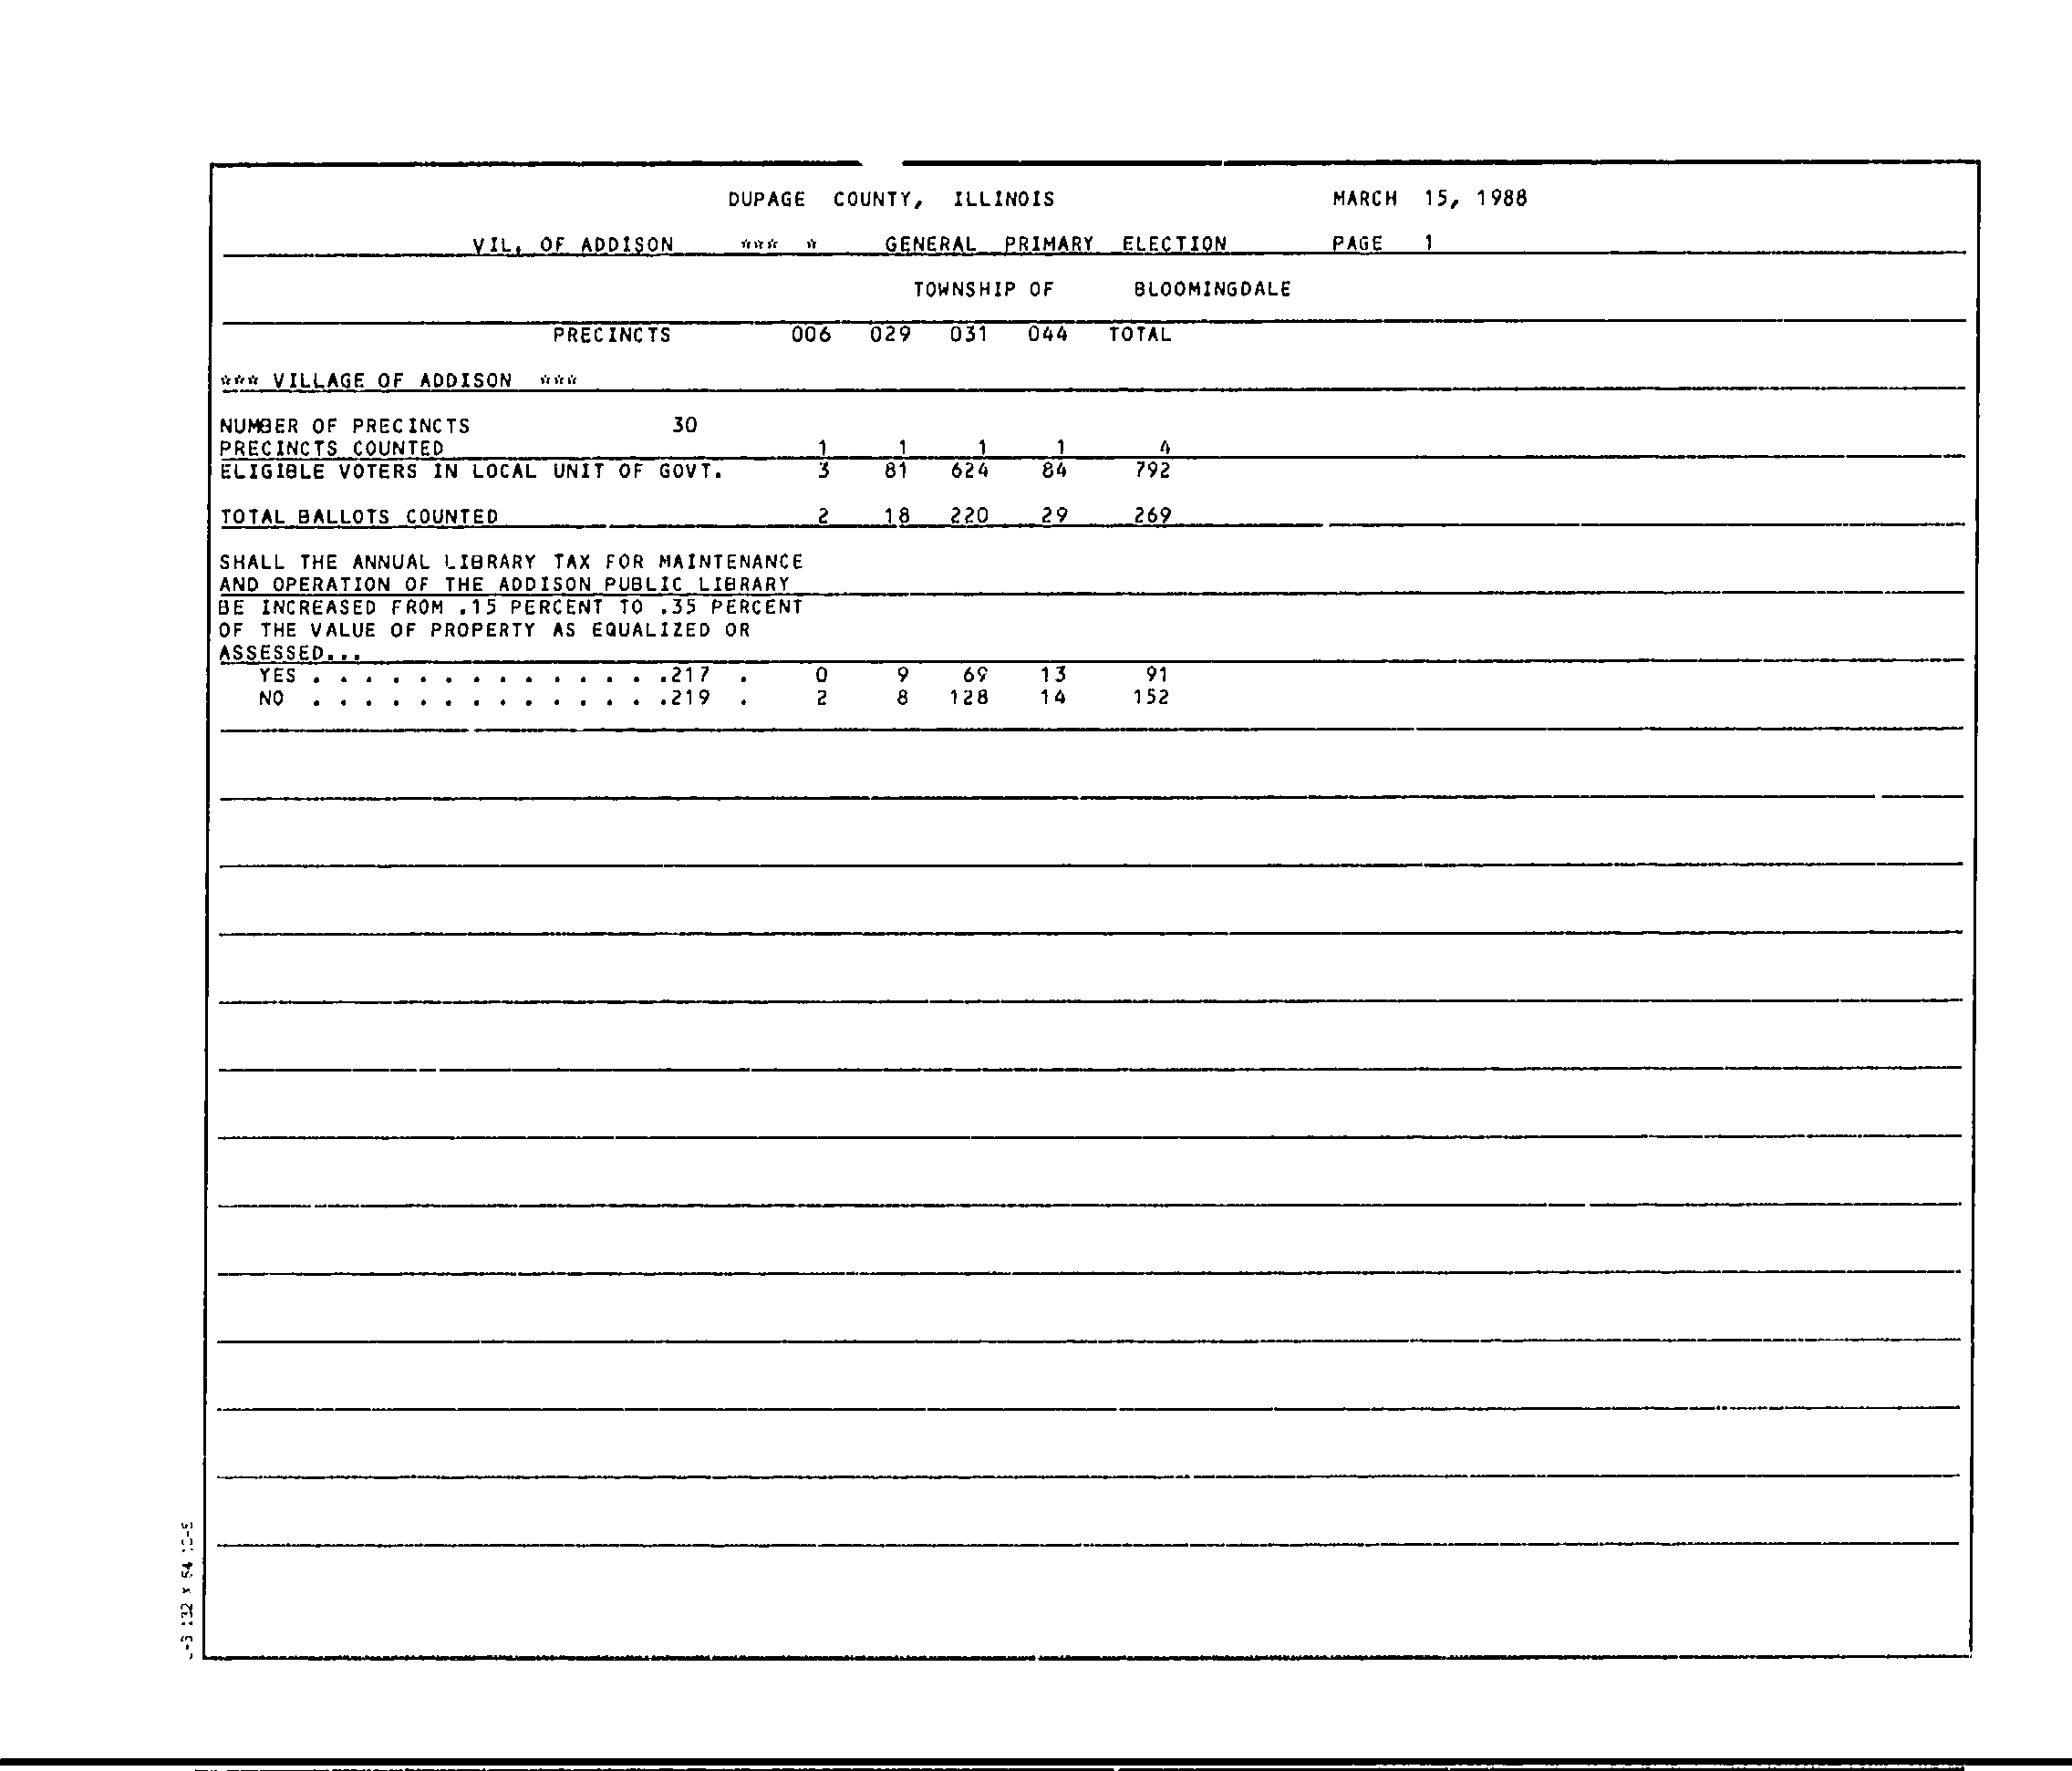 DUPAGE COUNTY, ILLINOIS MARCH 15, 1988
VIL. OF ADDISON *** * GENERAL PRIMARY ELECTION PAGE 1
TOWNSHIP OF BLOOMINGDALE
PRECINCTS 006 029 031 044 TOTAL
*** VILLAGE OF ADDISON ***
NUMBER OF PRECINCTS 30
PRECINCTS COUNTED 1 1 1 1 4
ELIGIBLE VOTERS IN LOCAL UNIT OF GOVT. 3 81 624 84 792
TOTAL BALLOTS COUNTED 2 18 220 29 269
SHALL THE ANNUAL LIBRARY TAX FOR MAINTENANCE
AND OPERATION OF THE ADDISON PUBLIC LIBRARY
BE INCREASED FROM .15 PERCENT TO .35 PERCENT
OF THE VALUE OF PROPERTY AS EQUALIZED OR
ASSESSED...
YES . . . . . . . . . . . . . .217 . 0 9 69 13 91
NO . . . . . . . . . . . . . .219 . 2 8 128 14 152
132 X 54